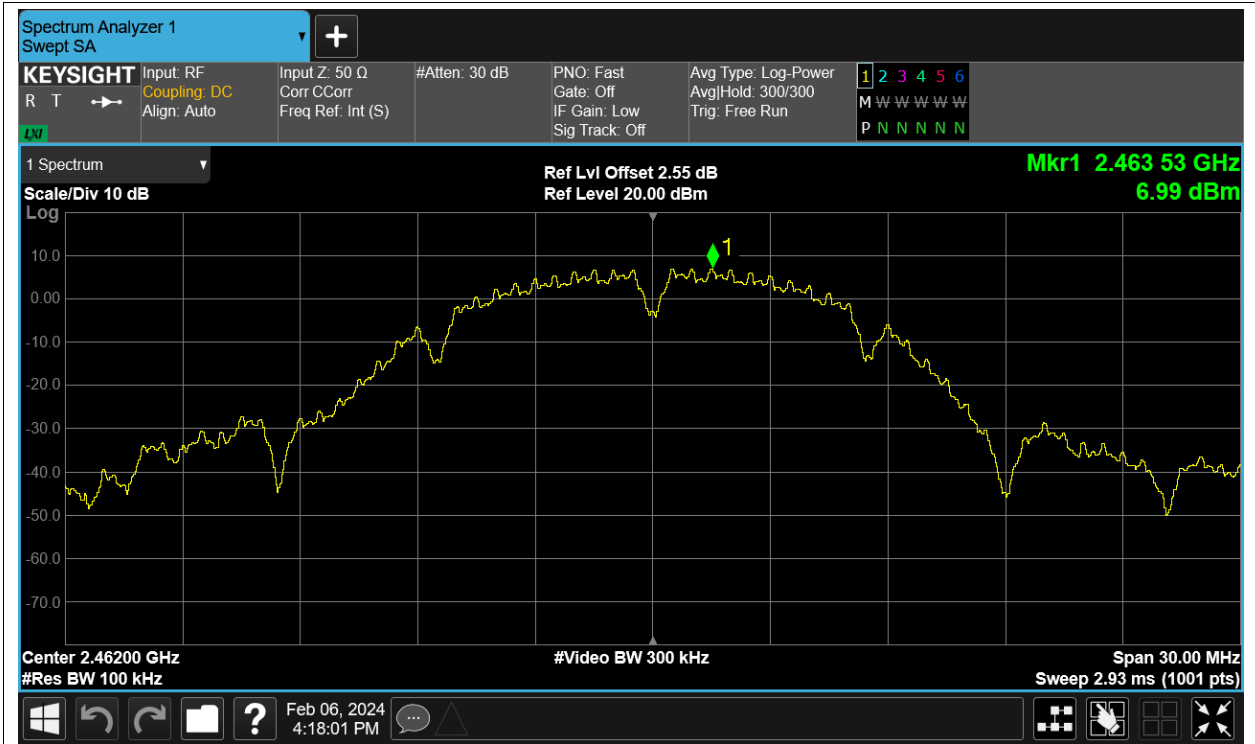 Spectrum Analyzer 1
Swept SA
KEYSIGHT
R T
LXI
Input: RF
Coupling: DC
Align: Auto
Input Z: 50 Ω
Corr CCorr
Freq Ref: Int (S)
#Atten: 30 dB
PNO: Fast
Gate: Off
IF Gain: Low
Sig Track: Off
Avg Type: Log-Power
Avg|Hold: 300/300
Trig: Free Run
1 2 3 4 5 6
M W W W W W
P N N N N N
1 Spectrum
Scale/Div 10 dB
Log
Ref Lvl Offset 2.55 dB
Ref Level 20.00 dBm
Mkr1 2.463 53 GHz
6.99 dBm
1
10.0
0.00
-10.0
-20.0
-30.0
-40.0
-50.0
-60.0
-70.0
Center 2.46200 GHz
#Res BW 100 kHz
#Video BW 300 kHz
Span 30.00 MHz
Sweep 2.93 ms (1001 pts)
?
Feb 06, 2024
4:18:01 PM